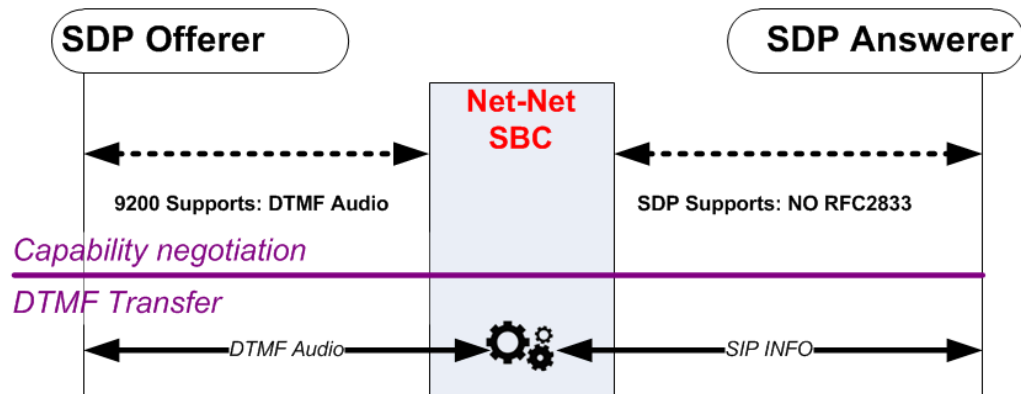 SDP Offerer
SDP Answerer
Net-Net
SBC
9200 Supports: DTMF Audio
SDP Supports: NO RFC2833
Capability negotiation
DTMF Transfer
DTMF Audio
SIP INFO